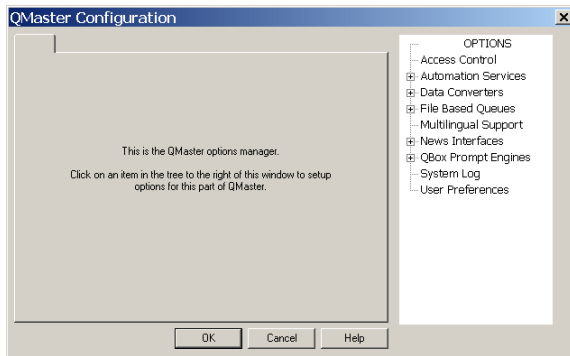 QMaster Configuration
This is the QMaster options manager.
Click on an item in the tree to the right of this window to setup
options for this part of QMaster.
OPTIONS
Access Control
Automation Services
Data Converters
File Based Queues
Multilingual Support
News Interfaces
QBox Prompt Engines
System Log
User Preferences
OK
Cancel
Help